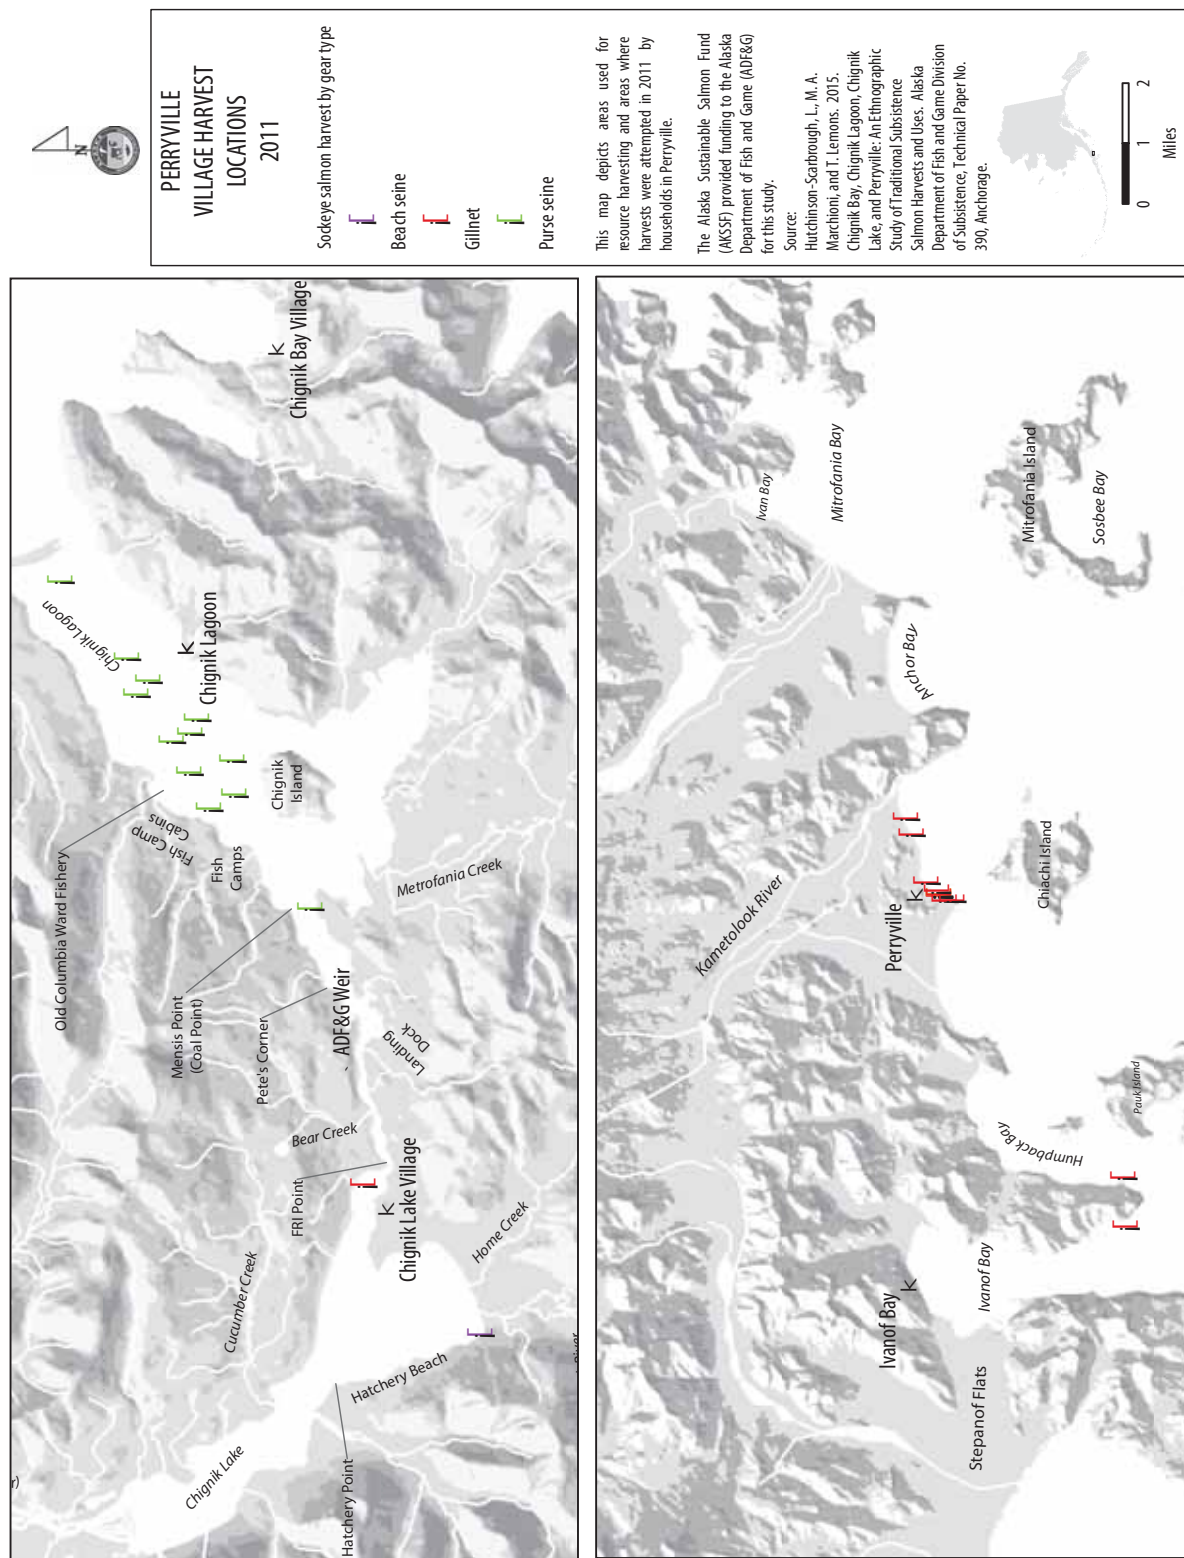 N
PERRYVILLE
VILLAGE HARVEST
LOCATIONS
2011
Sockeye salmon harvest by gear type
Beach seine
Gillnet
Purse seine
This map depicts areas used for
resource harvesting and areas where
harvests were attempted in 2011 by
households in Perryville.
The Alaska Sustainable Salmon Fund
(AKSSF) provided funding to the Alaska
Department of Fish and Game (ADF&G)
for this study.
Source:
Hutchinson-Scarbrough, L., M. A.
Marchioni, and T. Lemons. 2015.
Chignik Bay, Chignik Lagoon, Chignik
Lake, and Perryville: An Ethnographic
Study of Traditional Subsistence
Salmon Harvests and Uses. Alaska
Department of Fish and Game Division
of Subsistence, Technical Paper No.
390, Anchorage.
0 1 2
Miles
r)
Chignik Lake
Hatchery Point
Hatchery Beach
Cucumber Creek
Home Creek
Chignik Lake Village
k
FRI Point
Bear Creek
Landing
Dock
ADF&G Weir
Pete's Corner
Mensis Point
(Coal Point)
Metrofania Creek
Old Columbia Ward Fishery
Fish
Camps
Fish Camp
Cabins
Chignik
Island
Chignik Lagoon
k
Chignik Lagoon
Chignik Bay Village
k
River
Stepanof Flats
Ivanof Bay
k
Ivanof Bay
Humpback Bay
Pauk Island
Perryville
k
Kametolook River
Chiachi Island
Anchor Bay
Ivan Bay
Mitrofania Bay
Mitrofania Island
Sosbee Bay